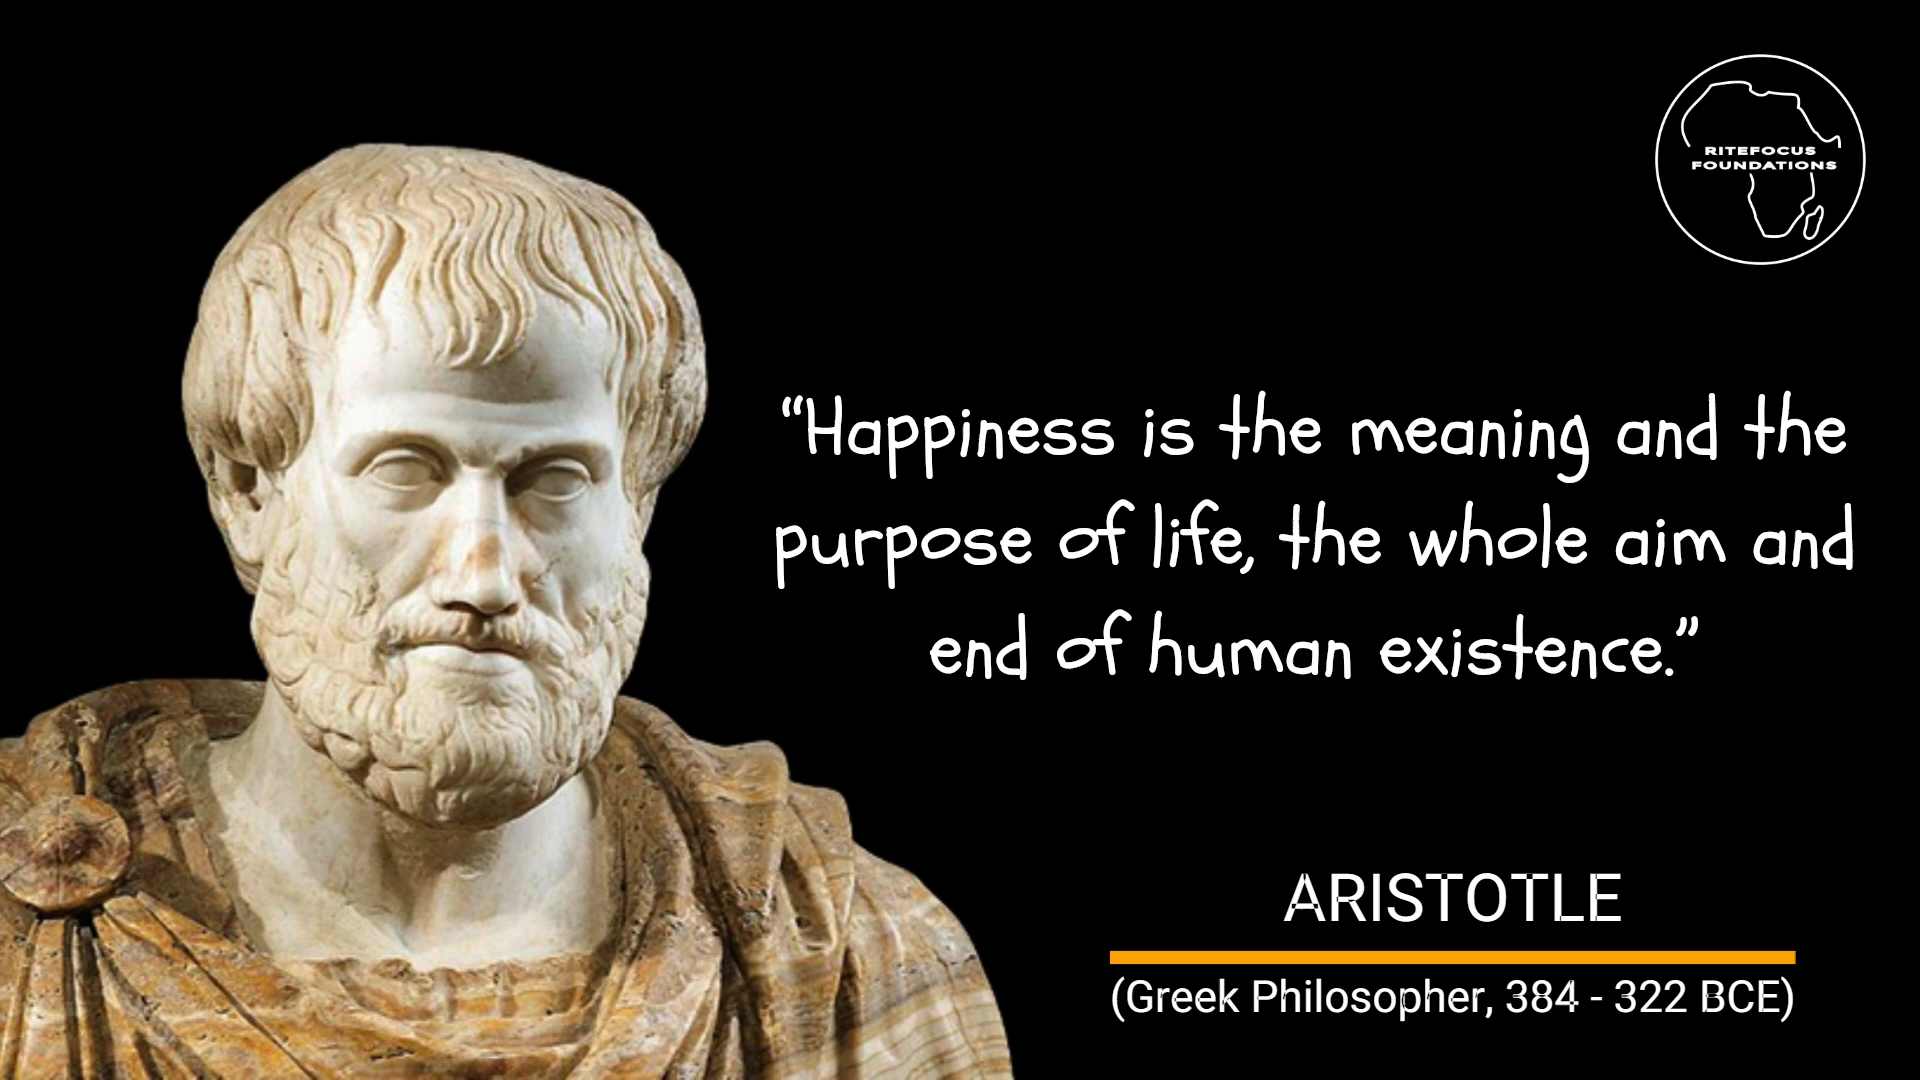 RITEFOCUS
FOUNDATIONS
“Happiness is the meaning and the
purpose of life, the whole aim and
end of human existence.”
ARISTOTLE
(Greek Philosopher, 384 - 322 BCE)